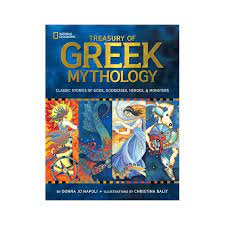 NATIONAL
GEOGRAPHIC
TREASURY OF
GREEK
MYTHOLOGY
CLASSIC STORIES OF GODS, GODDESSES, HEROES, & MONSTERS
BY DONNA JO NAPOLI • ILLUSTRATIONS BY CHRISTINA BALIT